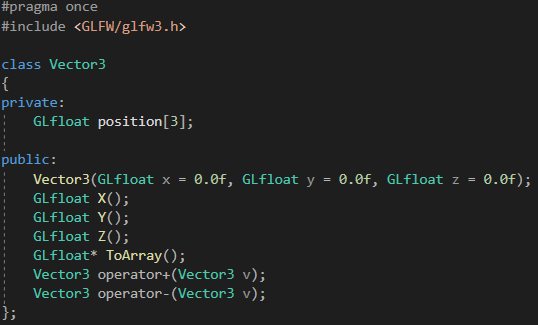 #pragma once
#include <GLFW/glfw3.h>
class Vector3
{
private:
GLfloat position[3];
public:
Vector3(GLfloat x = 0.0f, GLfloat y = 0.0f, GLfloat z = 0.0f);
GLfloat X();
GLfloat Y();
GLfloat Z();
GLfloat* ToArray();
Vector3 operator+(Vector3 v);
Vector3 operator-(Vector3 v);
};